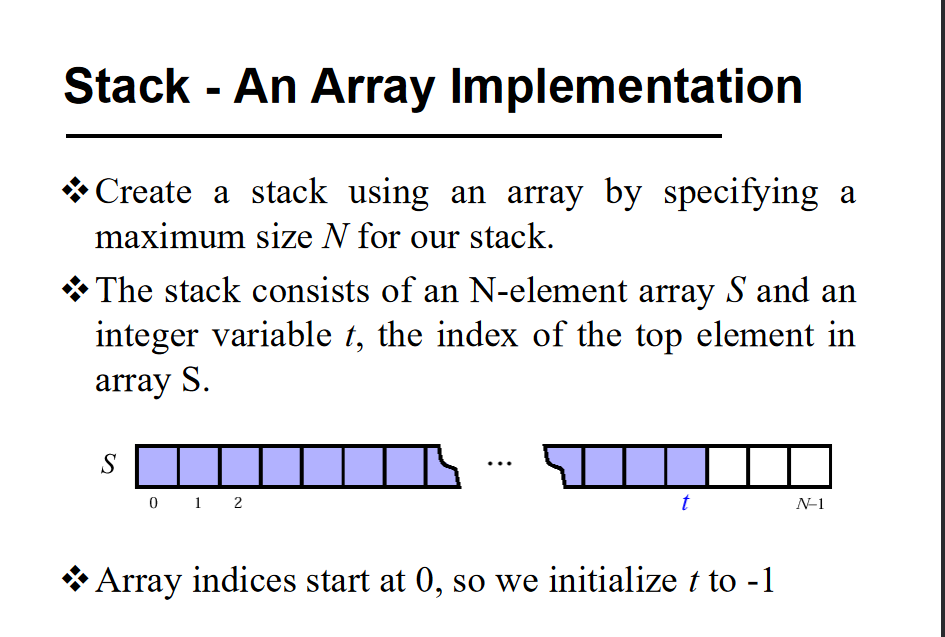 Stack - An Array Implementation
❖ Create a stack using an array by specifying a
maximum size N for our stack.
❖ The stack consists of an N-element array S and an
integer variable t, the index of the top element in
array S.
S ...
0 1 2 t N–1
❖ Array indices start at 0, so we initialize t to -1